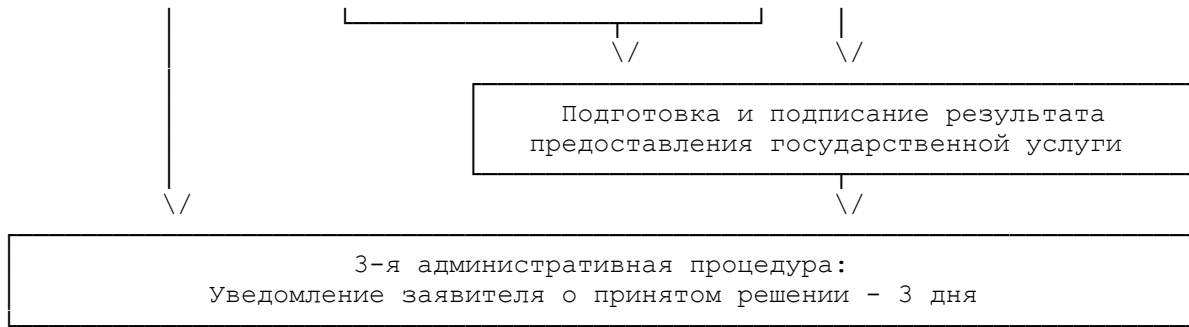 Подготовка и подписание результата
предоставления государственной услуги
3-я административная процедура:
Уведомление заявителя о принятом решении - 3 дня